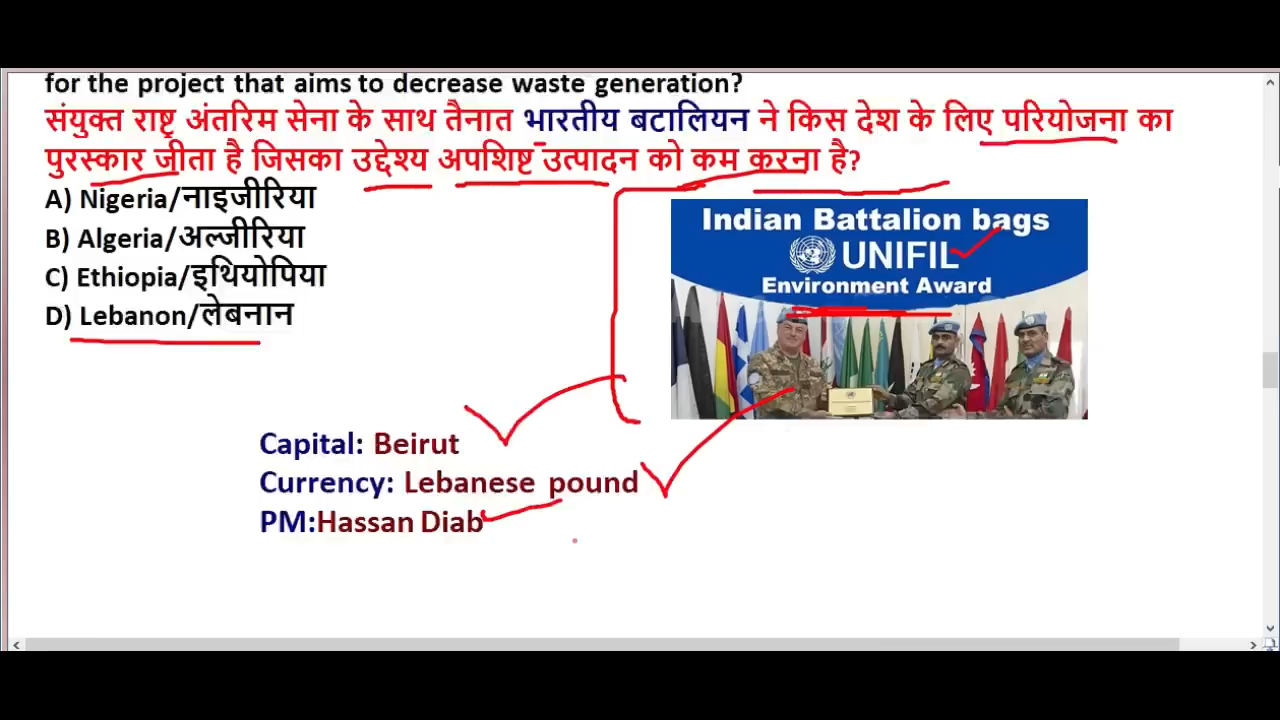 for the project that aims to decrease waste generation?
संयुक्त राष्ट्र अंतरिम सेना के साथ तैनात भारतीय बटालियन ने किस देश के लिए परियोजना का
पुरस्कार जीता है जिसका उद्देश्य अपशिष्ट उत्पादन को कम करना है?
A) Nigeria/नाइजीरिया
B) Algeria/अल्जीरिया
C) Ethiopia/इथियोपिया
D) Lebanon/लेबनान
Indian Battalion bags
UNIFIL
Environment Award
Capital: Beirut
Currency: Lebanese pound
PM:Hassan Diab